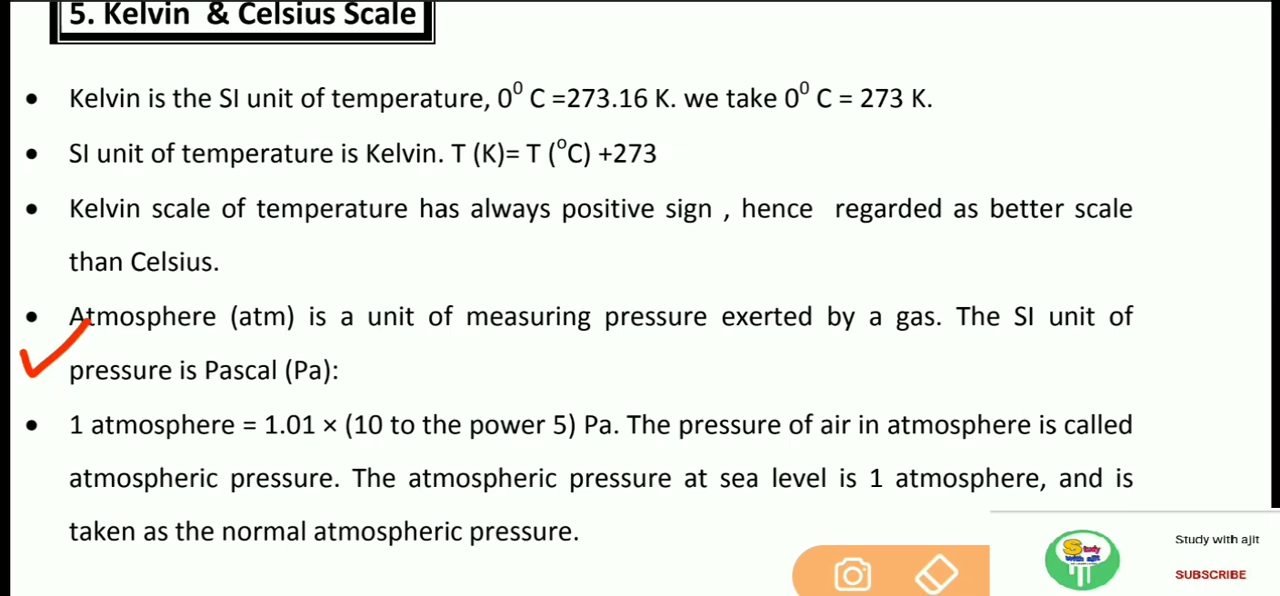 5. Kelvin & Celsius Scale
• Kelvin is the SI unit of temperature, 0⁰ C =273.16 K. we take 0⁰ C = 273 K.
• SI unit of temperature is Kelvin. T (K)= T (⁰C) +273
• Kelvin scale of temperature has always positive sign , hence regarded as better scale
than Celsius.
• Atmosphere (atm) is a unit of measuring pressure exerted by a gas. The SI unit of
pressure is Pascal (Pa):
• 1 atmosphere = 1.01 × (10 to the power 5) Pa. The pressure of air in atmosphere is called
atmospheric pressure. The atmospheric pressure at sea level is 1 atmosphere, and is
taken as the normal atmospheric pressure.
Study
with ajit
Study with ajit
SUBSCRIBE